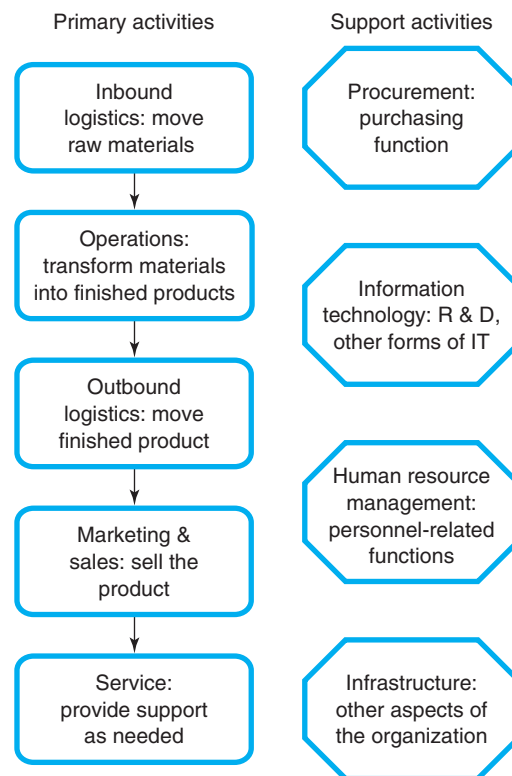 Primary activities
Inbound
logistics: move
raw materials
Operations:
transform materials
into finished products
Outbound
logistics: move
finished product
Marketing &
sales: sell the
product
Service:
provide support
as needed
Support activities
Procurement:
purchasing
function
Information
technology: R & D,
other forms of IT
Human resource
management:
personnel-related
functions
Infrastructure:
other aspects of
the organization